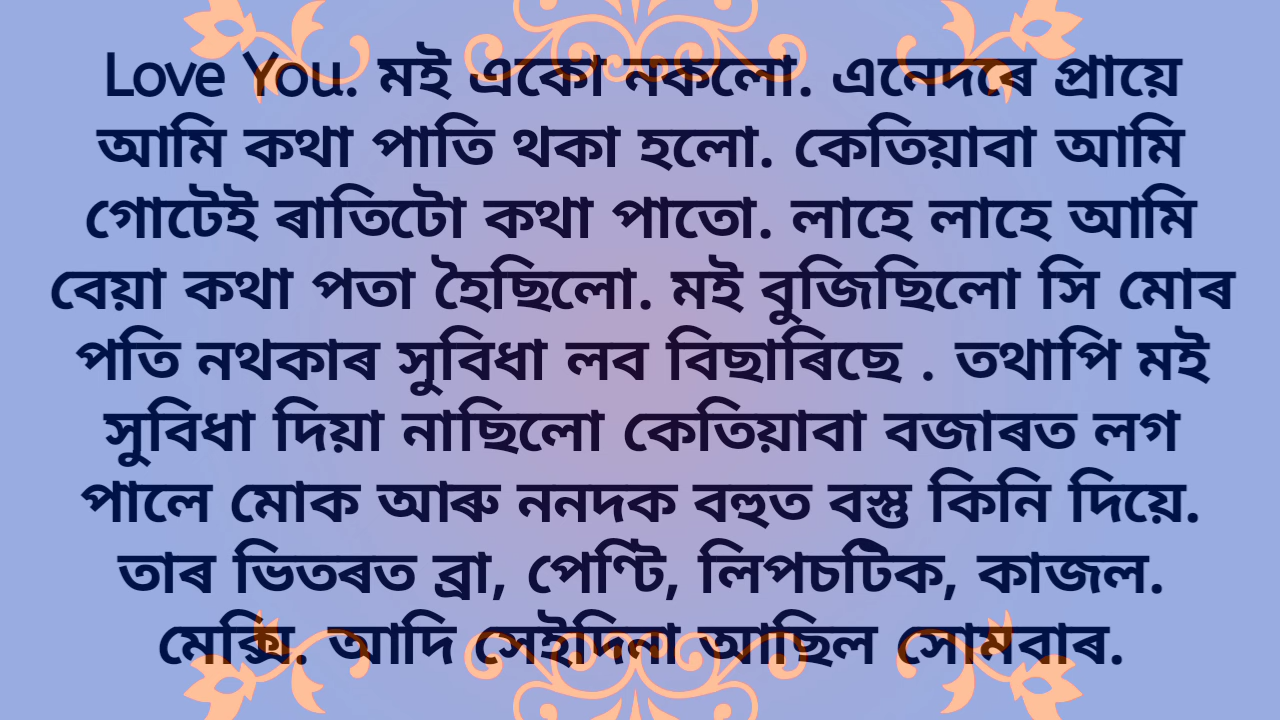 Love You. মই একো নকলো. এনেদৰে প্ৰায়ে
আমি কথা পাতি থকা হলো. কেতিয়াবা আমি
গোটেই ৰাতিটো কথা পাতো. লাহে লাহে আমি
বেয়া কথা পতা হৈছিলো. মই বুজিছিলো সি মোৰ
পতি নথকাৰ সুবিধা লব বিছাৰিছে . তথাপি মই
সুবিধা দিয়া নাছিলো কেতিয়াবা বজাৰত লগ
পালে মোক আৰু ননদক বহুত বস্তু কিনি দিয়ে.
তাৰ ভিতৰত ব্ৰা, পেণ্টি, লিপচটিক, কাজল.
মেক্সি. আদি সেইদিনা আছিল সোমবাৰ.